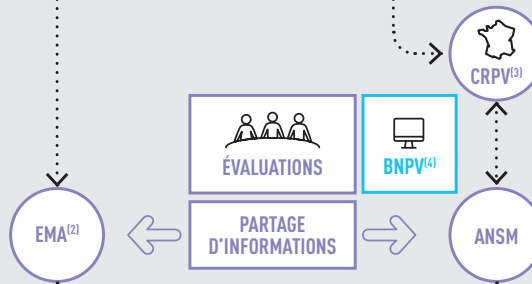 CRPV(3)
ÉVALUATIONS
BNPV(4)
EMA(2)
PARTAGE
D'INFORMATIONS
ANSM